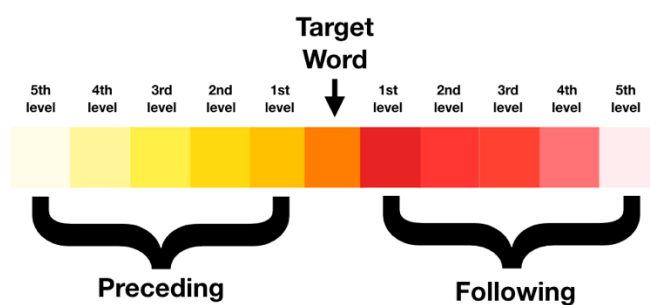 Target
Word
5th 4th 3rd 2nd 1st 1st 2nd 3rd 4th 5th
level level level level level level level level level level
Preceding Following